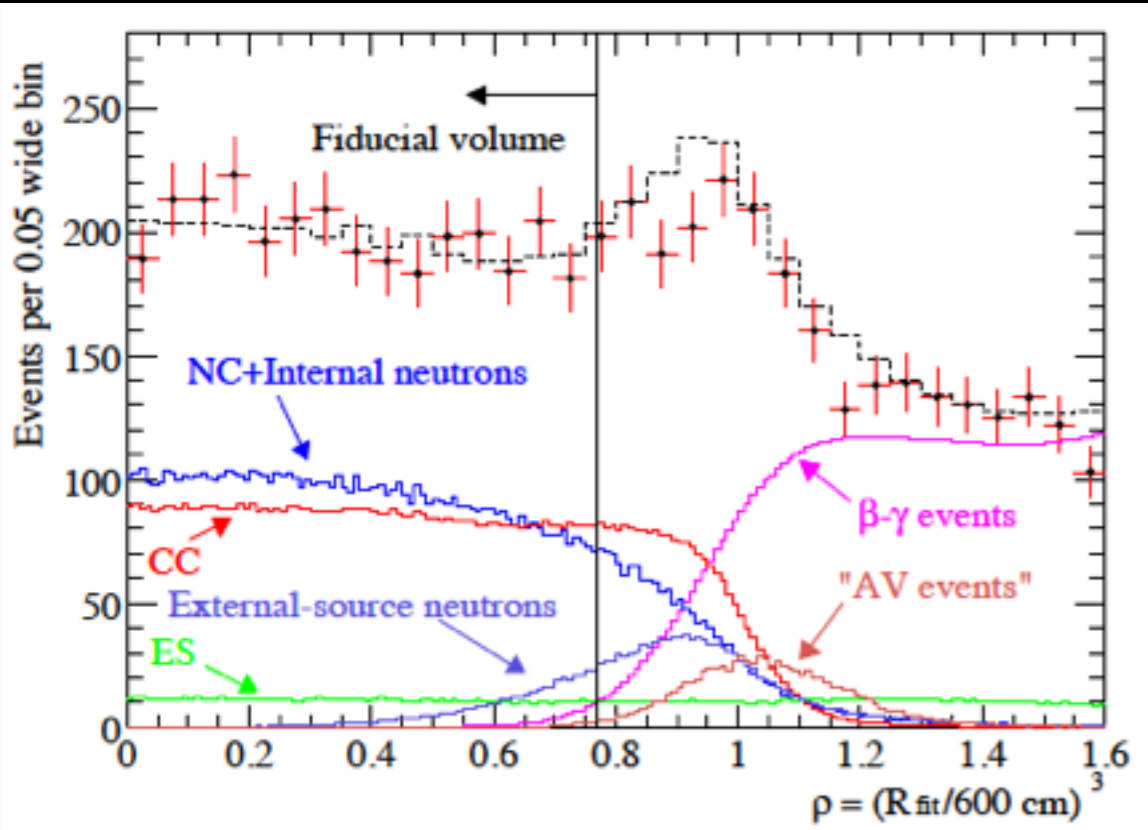 Events per 0.05 wide bin
250
200
150
100
50
0
Fiducial volume
NC+Internal neutrons
CC
External-source neutrons
ES
β-γ events
"AV events"
0 0.2 0.4 0.6 0.8 1 1.2 1.4 1.6
ρ = (R fit/600 cm) 3